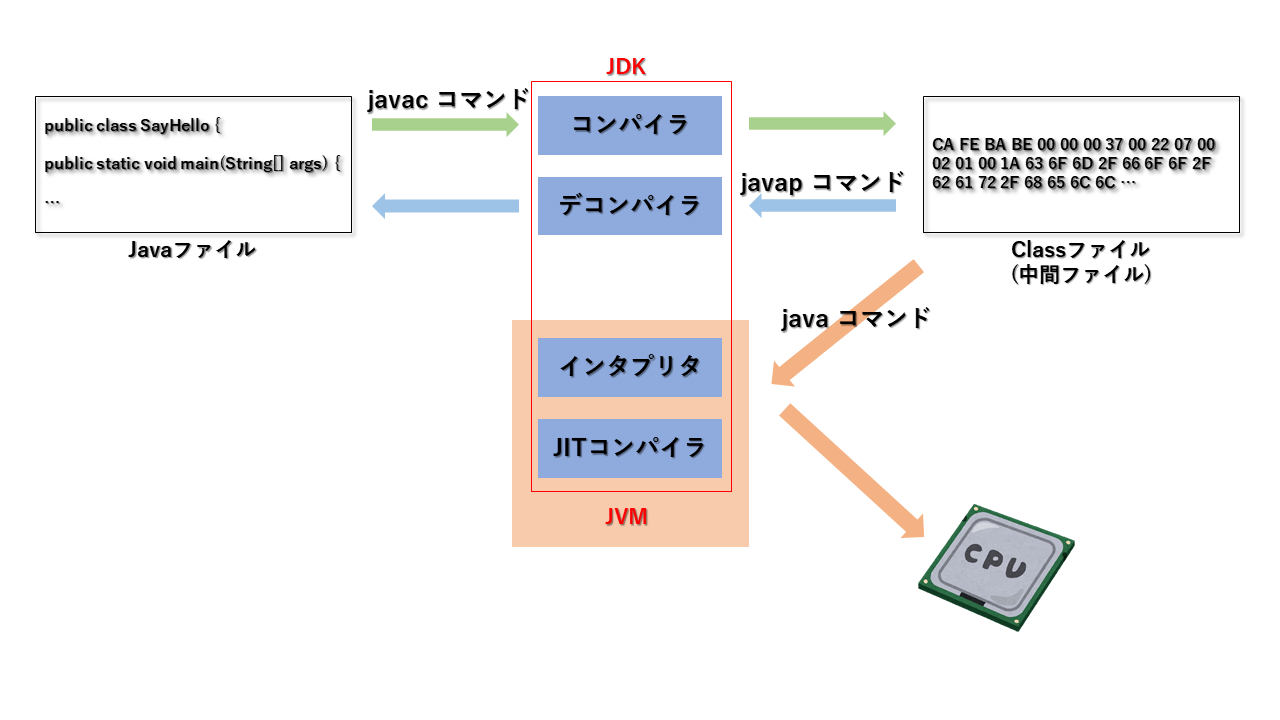 JDK
javac コマンド
public class SayHello {
public static void main(String[] args) {
…
Javaファイル
コンパイラ
デコンパイラ
javap コマンド
CA FE BA BE 00 00 00 37 00 22 07 00
02 01 00 1A 63 6F 6D 2F 66 6F 6F 2F
62 61 72 2F 68 65 6C 6C …
Classファイル
(中間ファイル)
java コマンド
インタプリタ
JITコンパイラ
JVM
CPU